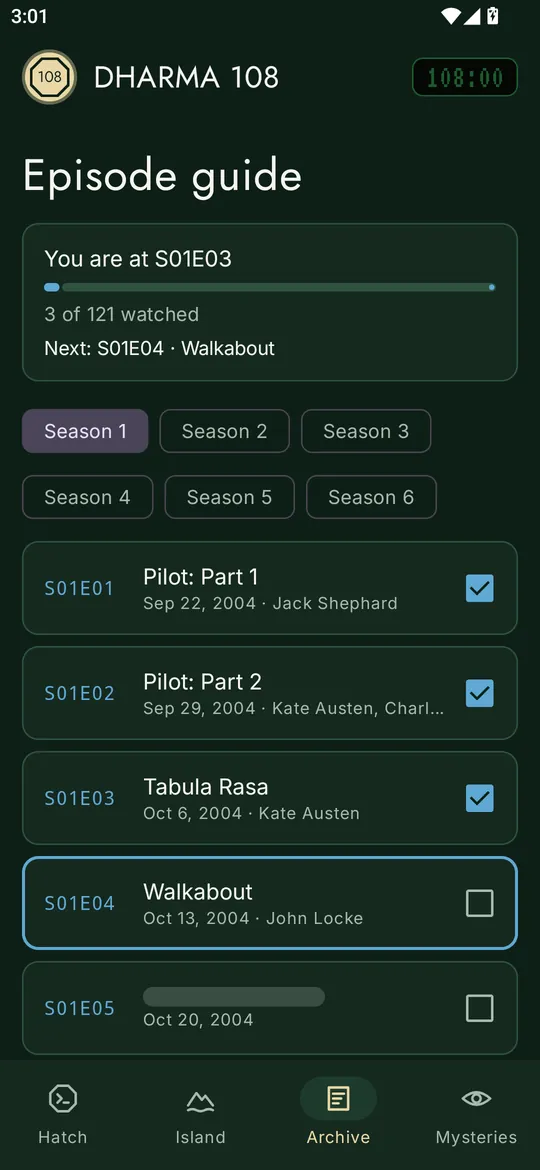 3:01
108
DHARMA 108
108:00
Episode guide
You are at S01E03
3 of 121 watched
Next: S01E04 · Walkabout
Season 1
Season 2
Season 3
Season 4
Season 5
Season 6
S01E01
Pilot: Part 1
Sep 22, 2004 · Jack Shephard
S01E02
Pilot: Part 2
Sep 29, 2004 · Kate Austen, Charl...
S01E03
Tabula Rasa
Oct 6, 2004 · Kate Austen
S01E04
Walkabout
Oct 13, 2004 · John Locke
S01E05
Oct 20, 2004
Hatch
Island
Archive
Mysteries